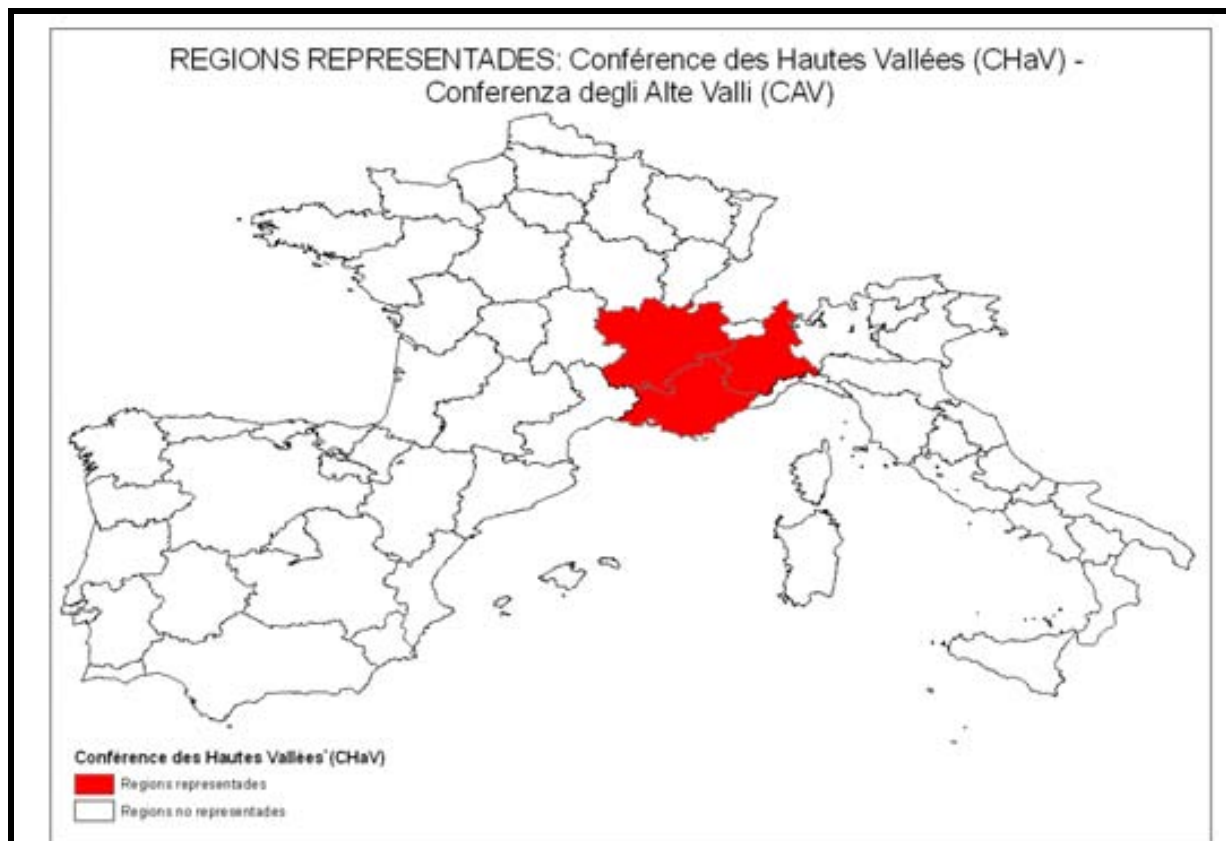 REGIONS REPRESENTADES: Conférence des Hautes Vallées (CHaV) -
Conferenza degli Alte Valli (CAV)
Conférence des Hautes Vallées*(CHaV)
Regions representades
Regions no representades